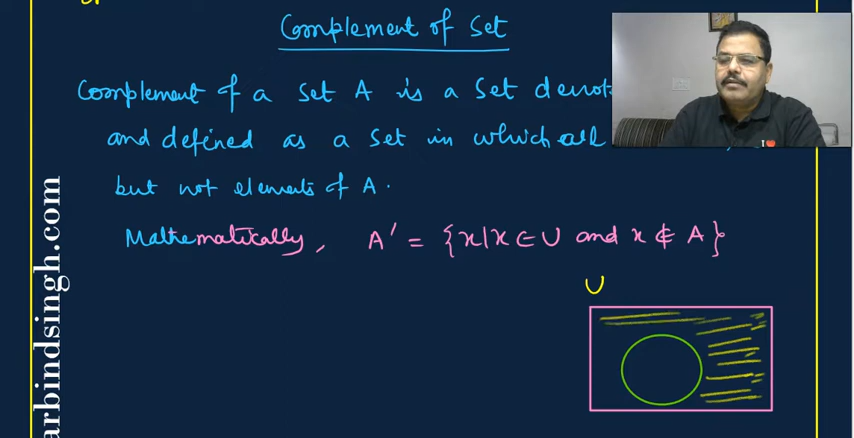 Complement of Set
Complement of a Set A is a Set denot
and defined as a Set in which all
but not elements of A.
Mathematically, A' = {x|x ∈ U and x ∉ A}
U
I
arbindsingh.com